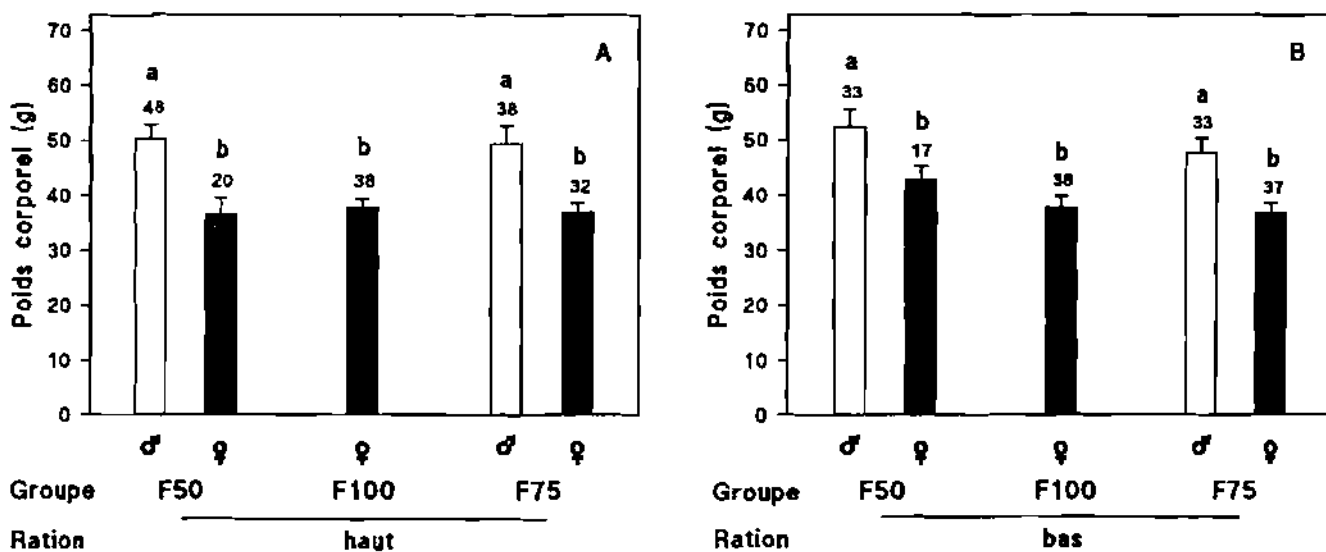 70
60
50
40
30
20
10
0
Poids corporel (g)
A
a
48
b
20
b
38
a
38
b
32
♂ ♀ ♀ ♂ ♀
Groupe F50 F100 F75
Ration haut
70
60
50
40
30
20
10
0
Poids corporel (g)
B
a
33
b
17
b
38
a
33
b
37
♂ ♀ ♀ ♂ ♀
Groupe F50 F100 F75
Ration bas